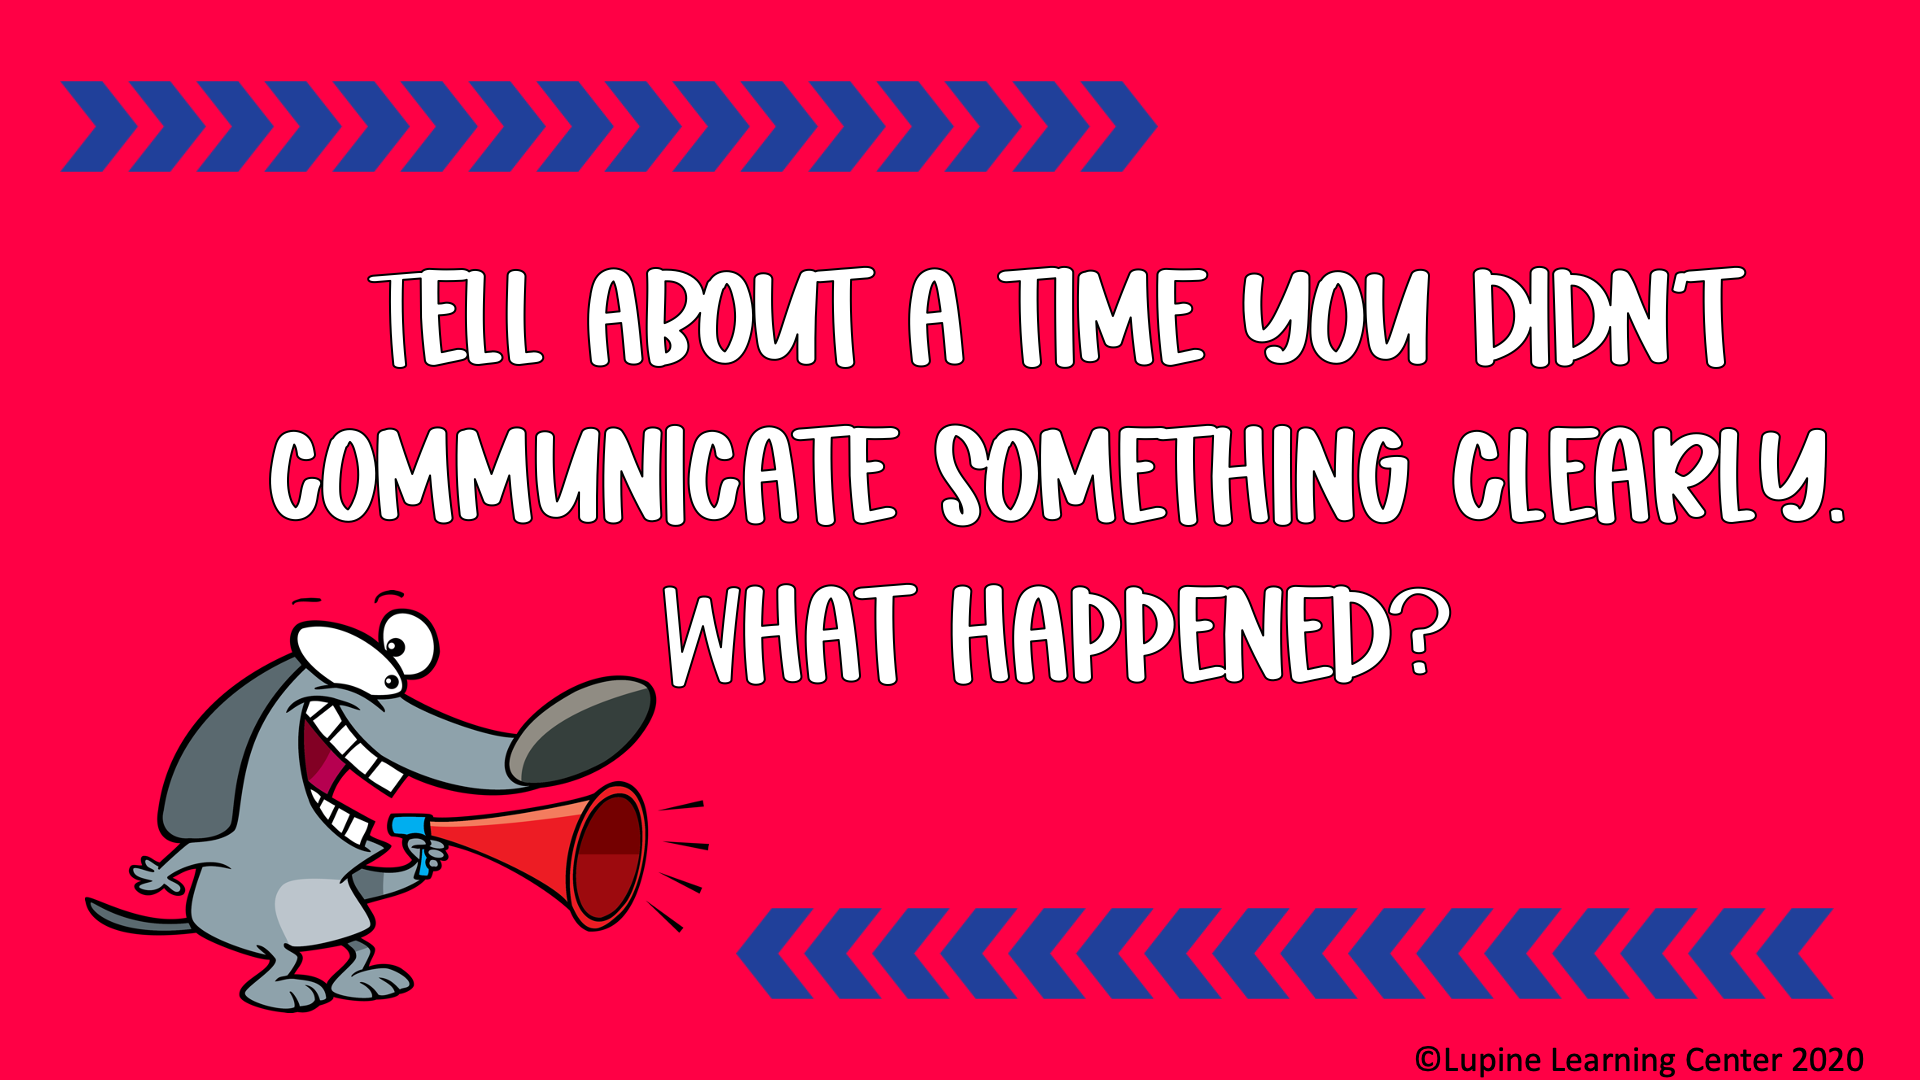 TELL ABOUT A TIME YOU DIDN'T
COMMUNICATE SOMETHING CLEARLY.
WHAT HAPPENED?
©Lupine Learning Center 2020